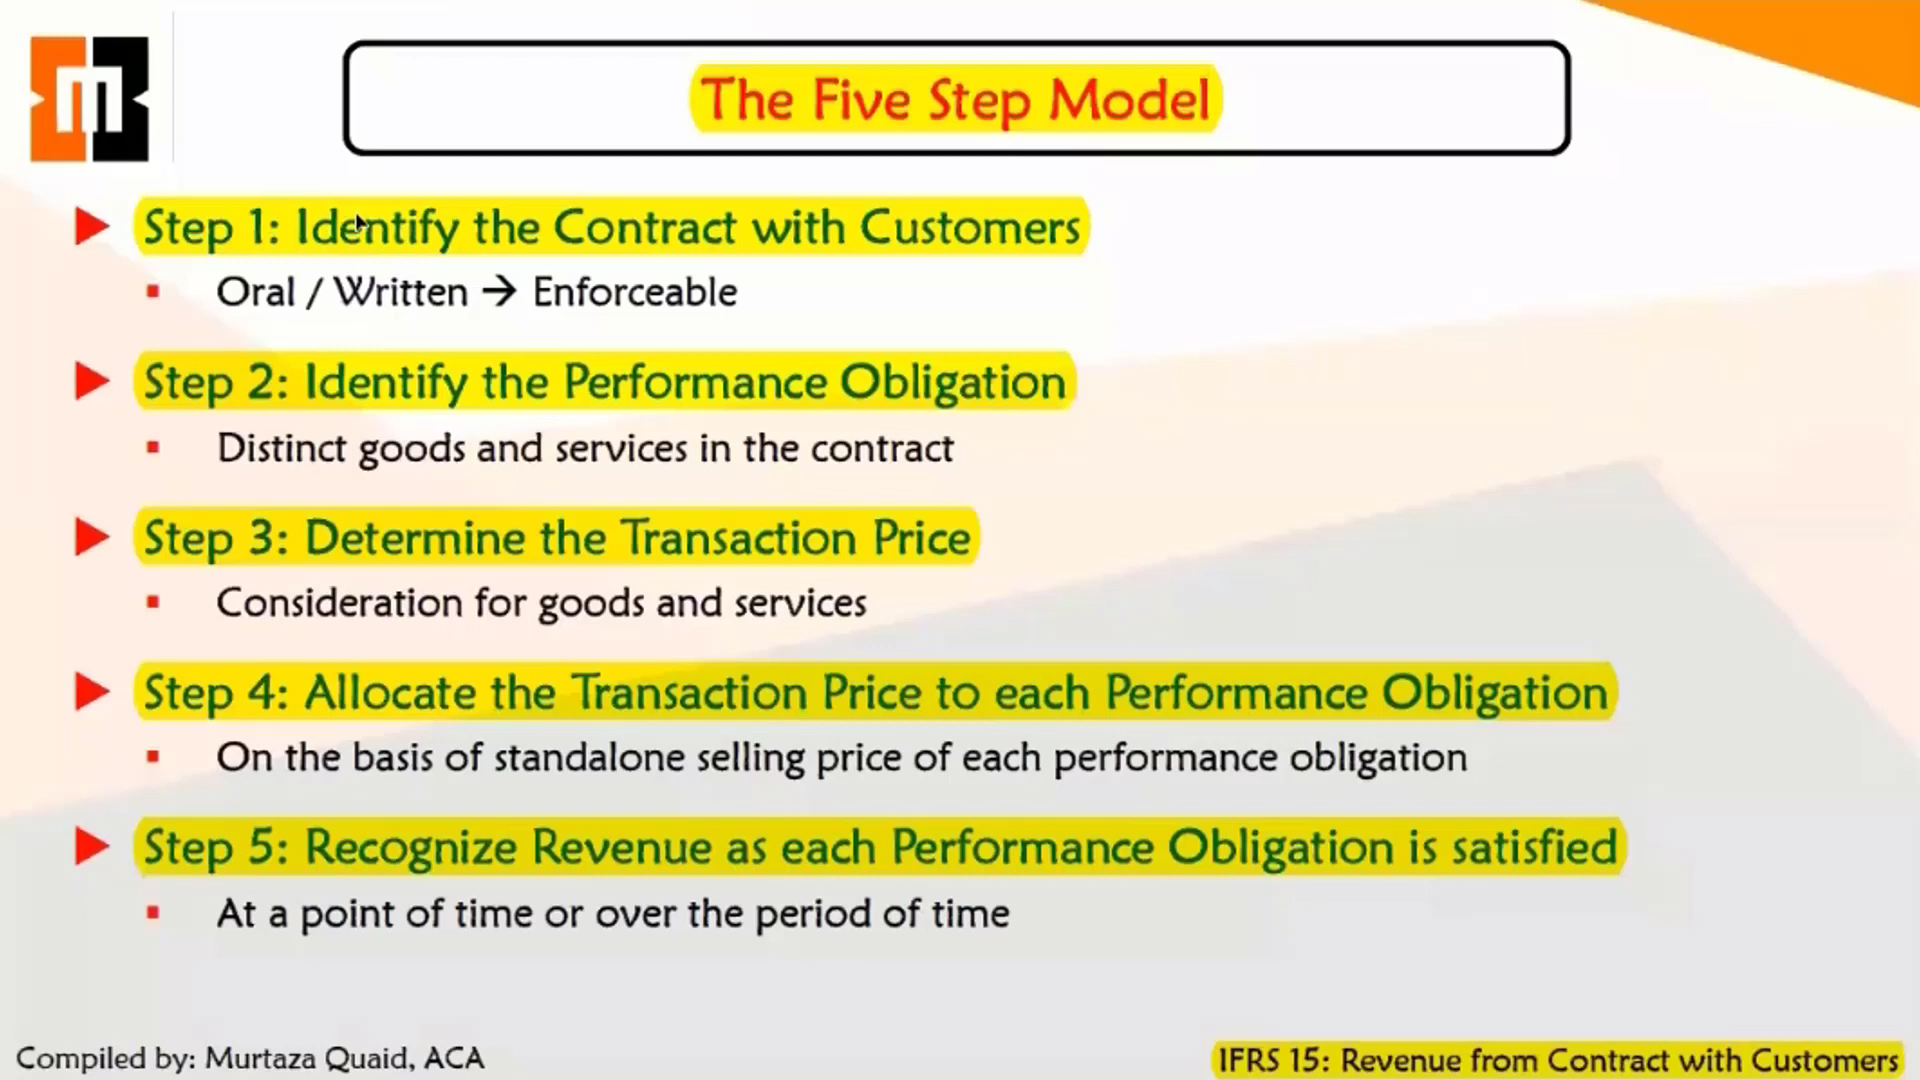 m
The Five Step Model
Step 1: Identify the Contract with Customers
Oral / Written → Enforceable
Step 2: Identify the Performance Obligation
Distinct goods and services in the contract
Step 3: Determine the Transaction Price
Consideration for goods and services
Step 4: Allocate the Transaction Price to each Performance Obligation
On the basis of standalone selling price of each performance obligation
Step 5: Recognize Revenue as each Performance Obligation is satisfied
At a point of time or over the period of time
Compiled by: Murtaza Quaid, ACA
IFRS 15: Revenue from Contract with Customers